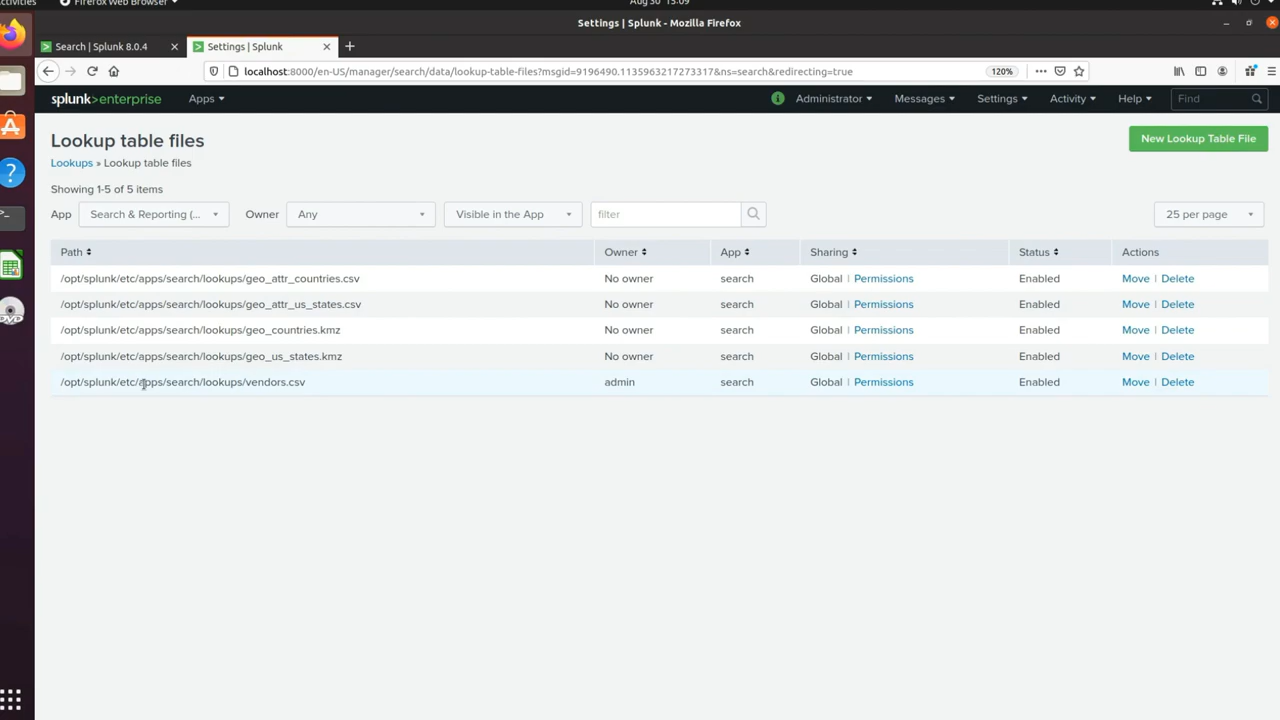 Activities
Firefox Web Browser
Aug 30 15:09
Settings | Splunk - Mozilla Firefox
Search | Splunk 8.0.4
Settings | Splunk
localhost:8000/en-US/manager/search/data/lookup-table-files?msgid=9196490.1135963217273317&ns=search&redirecting=true
120%
splunk>enterprise
Apps
Administrator
Messages
Settings
Activity
Help
Find
Lookup table files
New Lookup Table File
Lookups » Lookup table files
Showing 1-5 of 5 items
App
Search & Reporting (...
Owner
Any
Visible in the App
filter
25 per page
Path Owner App Sharing Status Actions
/opt/splunk/etc/apps/search/lookups/geo_attr_countries.csv No owner search Global | Permissions Enabled Move | Delete
/opt/splunk/etc/apps/search/lookups/geo_attr_us_states.csv No owner search Global | Permissions Enabled Move | Delete
/opt/splunk/etc/apps/search/lookups/geo_countries.kmz No owner search Global | Permissions Enabled Move | Delete
/opt/splunk/etc/apps/search/lookups/geo_us_states.kmz No owner search Global | Permissions Enabled Move | Delete
/opt/splunk/etc/apps/search/lookups/vendors.csv admin search Global | Permissions Enabled Move | Delete